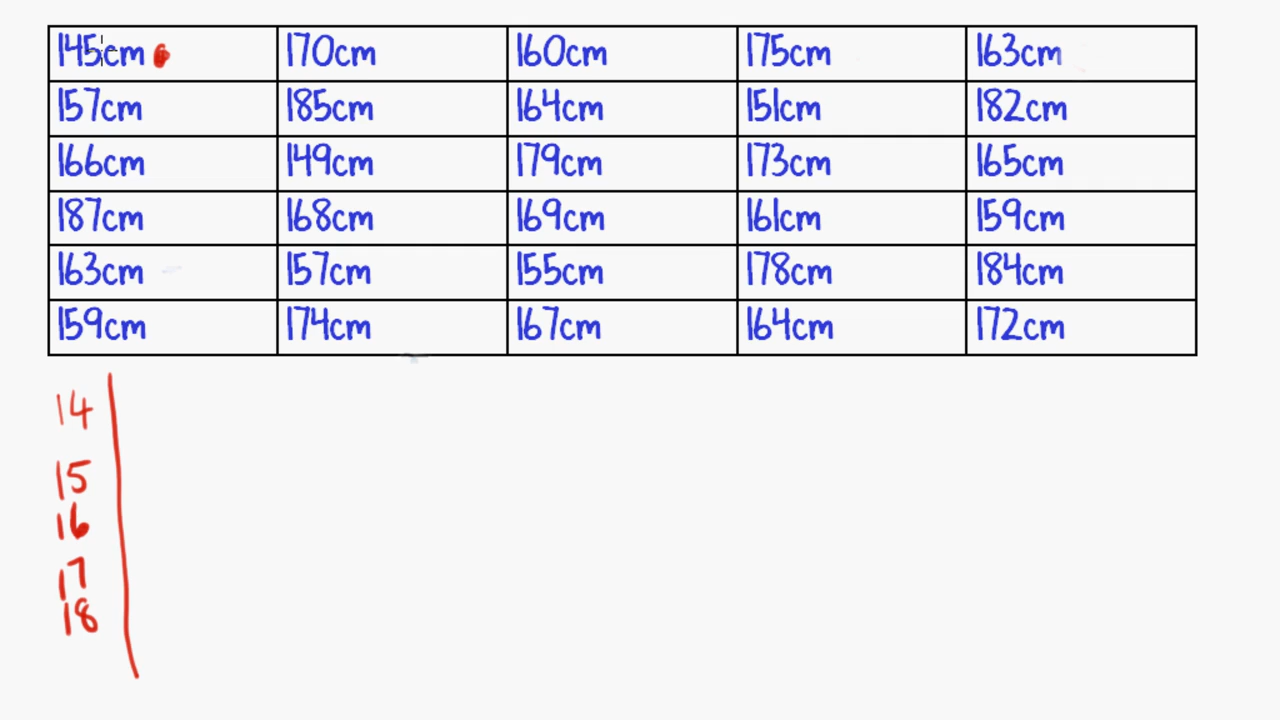 145cm 170cm 160cm 175cm 163cm
157cm 185cm 164cm 151cm 182cm
166cm 149cm 179cm 173cm 165cm
187cm 168cm 169cm 161cm 159cm
163cm 157cm 155cm 178cm 184cm
159cm 174cm 167cm 164cm 172cm
14
15
16
17
18